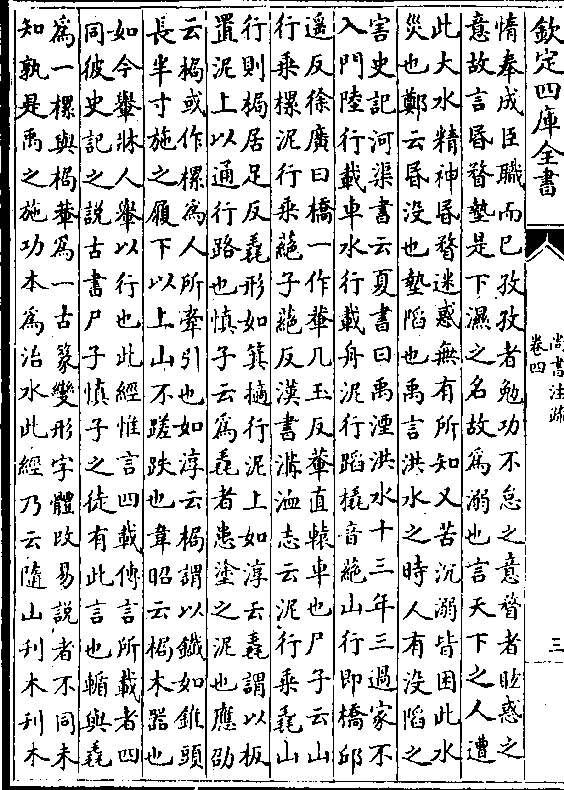 欽定四庫全書
尚書注疏
卷四
三
情奉成臣職而已孜孜者勉功不怠之意瞀者眩惑之
意故言昬瞀墊是下濕之名故為溺也言天下之人遭
此大水精神昬瞀迷惑無有所知又苦沉溺皆困此水
災也鄭云昬沒也墊陷也禹言洪水之時人有沒陷之
害史記河渠書云夏書曰禹湮洪水十三年三過家不
入門陸行載車水行載舟泥行蹈橇音蕝山行即橋邱
遙反徐廣曰橋一作輂几玉反輂直轅車也尸子云山
行乘樏泥行乘蕝子蕝反漢書溝洫志云泥行乘毳山
行則梮居足反毳形如箕擿行泥上如淳云毳謂以板
置泥上以通行路也慎子云為毳者患塗之泥也應劭
云梮或作樏為人所牽引也如淳云梮謂以鐵如錐頭
長半寸施之履下以上山不蹉跌也韋昭云梮木器也
如今轝牀人轝以行也此經惟言四載傳言所載者四
同彼史記之說古書尸子慎子之徒有此言也輴與毳
為一樏與梮輂為一古篆變形字體改易說者不同未
知孰是禹之施功本為治水此經乃云隨山刋木刋木